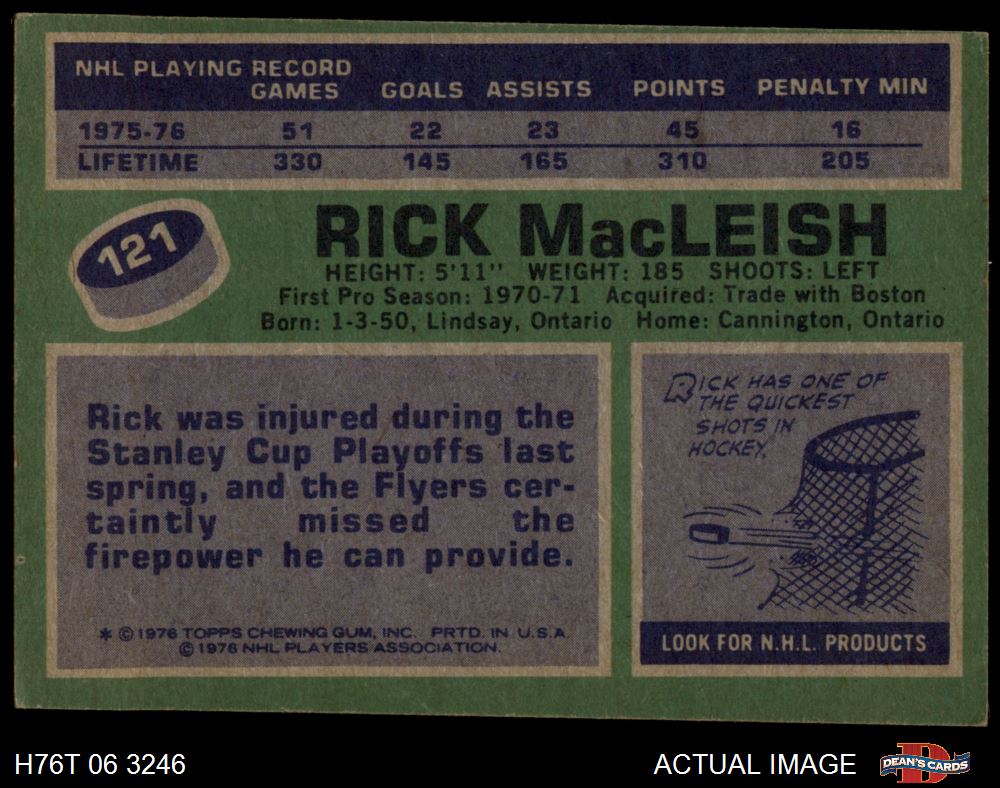 NHL PLAYING RECORD
GAMES GOALS ASSISTS POINTS PENALTY MIN
1975-76 51 22 23 45 16
LIFETIME 330 145 165 310 205
121
RICK MacLEISH
HEIGHT: 5'11" WEIGHT: 185 SHOOTS: LEFT
First Pro Season: 1970-71 Acquired: Trade with Boston
Born: 1-3-50, Lindsay, Ontario Home: Cannington, Ontario
Rick was injured during the
Stanley Cup Playoffs last
spring, and the Flyers cer-
taintly missed the
firepower he can provide.
* © 1976 TOPPS CHEWING GUM, INC. PRTD. IN U.S.A.
© 1976 NHL PLAYERS ASSOCIATION.
RICK HAS ONE OF
THE QUICKEST
SHOTS IN
HOCKEY.
LOOK FOR N.H.L. PRODUCTS
H76T 06 3246
ACTUAL IMAGE
DEAN'S CARDS